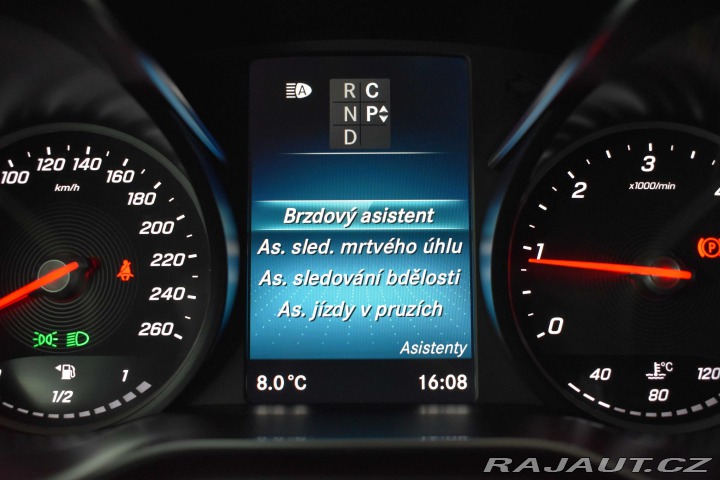 100 120 140 160 180 200 220 240 260
km/h
1/2 1
A
R C
N P
D
Brzdový asistent
As. sled. mrtvého úhlu
As. sledování bdělosti
As. jízdy v pruzích
Asistenty
8.0 °C 16:08
0 1 2 3 4
x1000/min
P
40 80 120
°C
RAJAUT.CZ